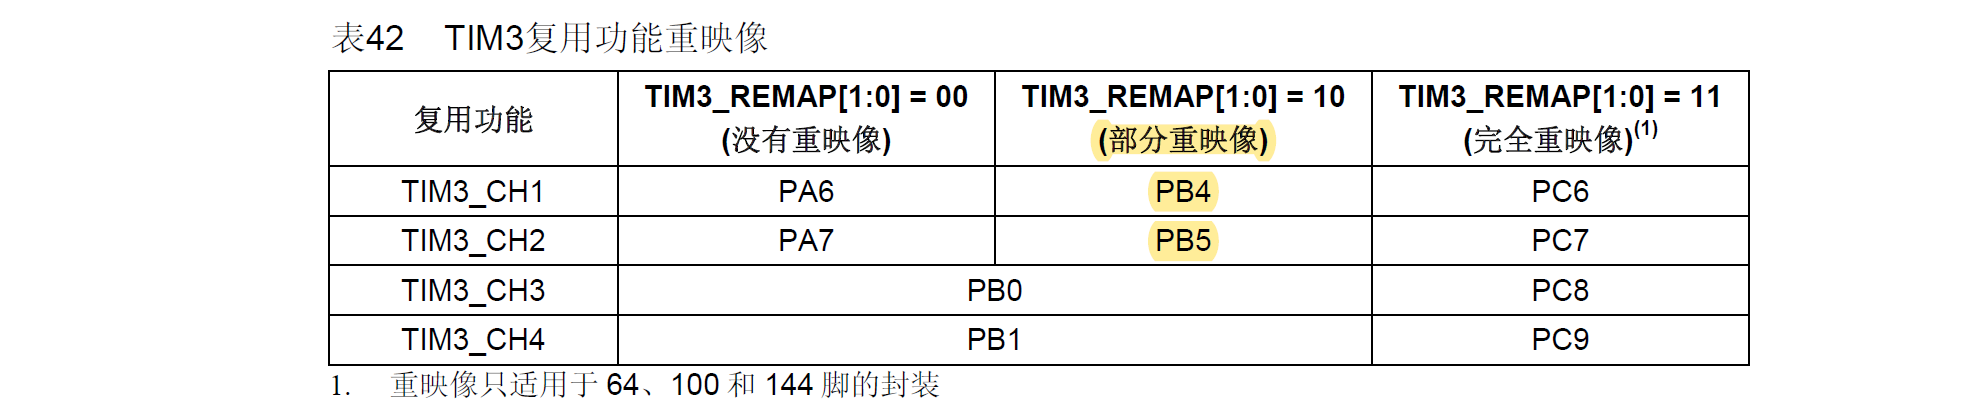 表42 TIM3复用功能重映像
复用功能 TIM3_REMAP[1:0] = 00 (没有重映像) TIM3_REMAP[1:0] = 10 (部分重映像) TIM3_REMAP[1:0] = 11 (完全重映像)(1)
TIM3_CH1 PA6 PB4 PC6
TIM3_CH2 PA7 PB5 PC7
TIM3_CH3 PB0 PC8
TIM3_CH4 PB1 PC9
1. 重映像只适用于 64、100 和 144 脚的封装